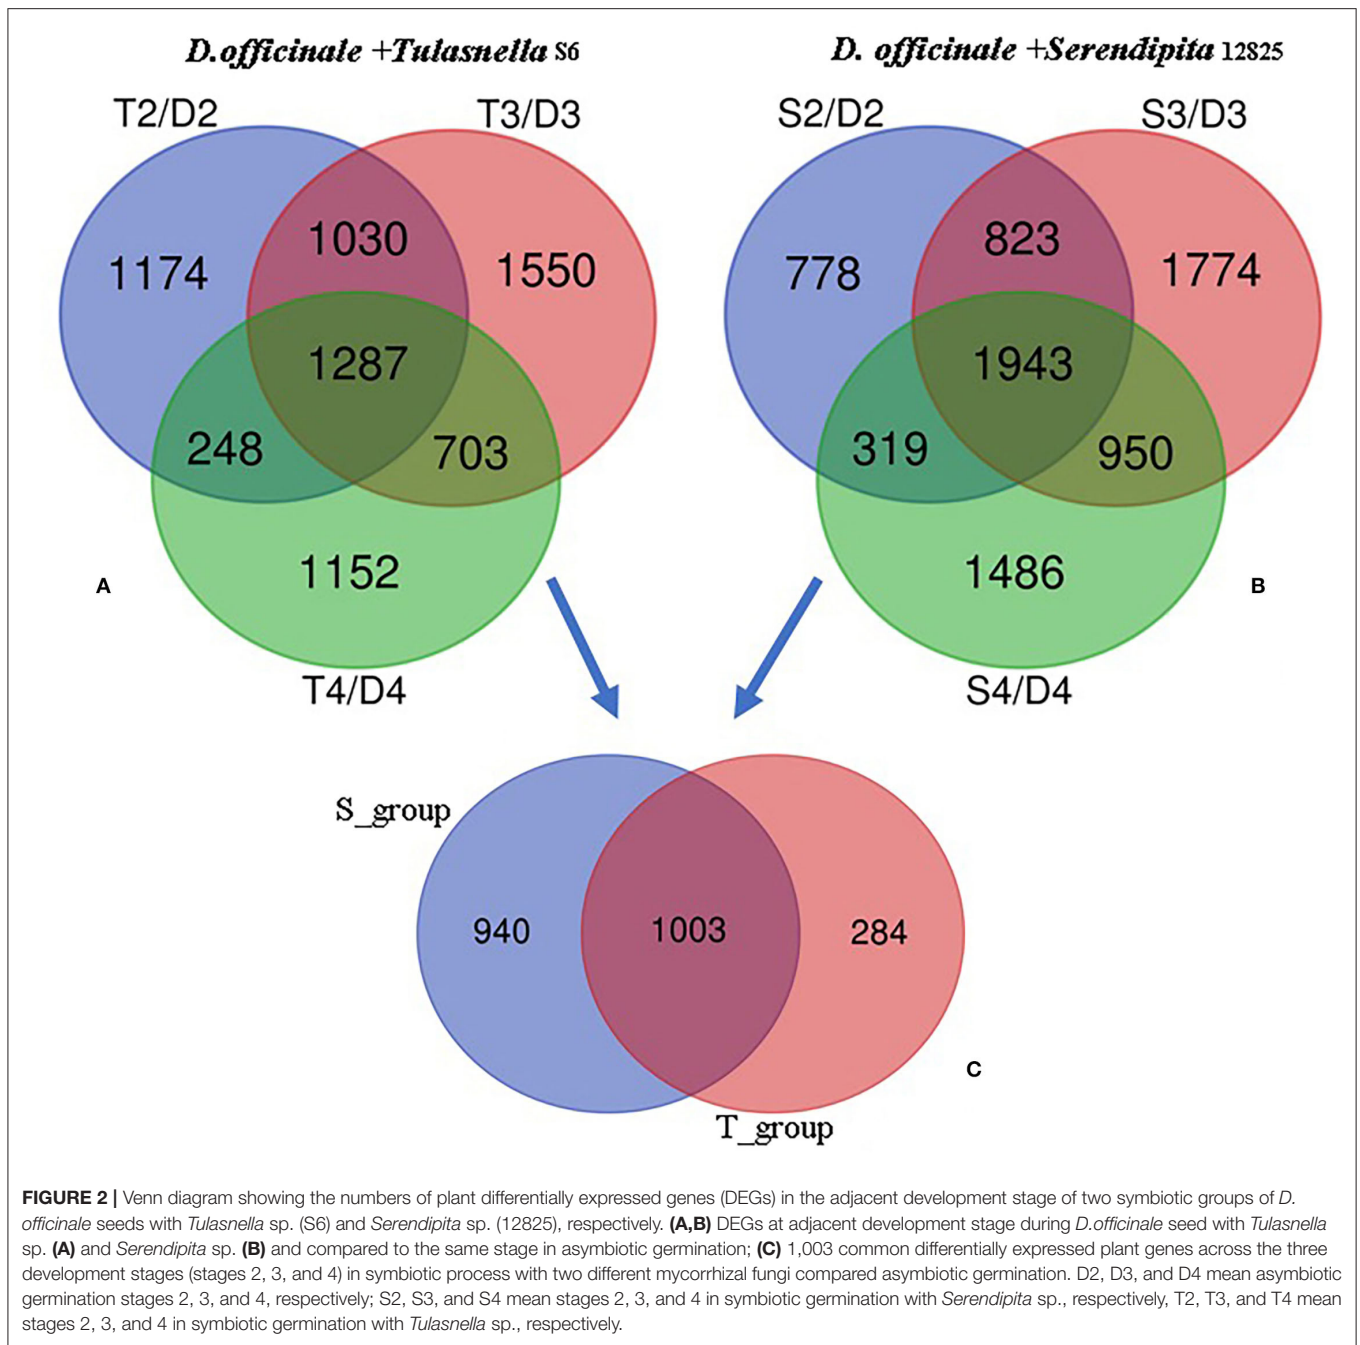 D.officinale +Tulasnella S6
D. officinale +Serendipita 12825
T2/D2
T3/D3
S2/D2
S3/D3
1030
823
1174
1550
778
1774
1287
1943
248
703
319
950
1152
1486
A
B
T4/D4
S4/D4
S_group
940
1003
284
C
T_group
FIGURE 2 | Venn diagram showing the numbers of plant differentially expressed genes (DEGs) in the adjacent development stage of two symbiotic groups of D.
officinale seeds with Tulasnella sp. (S6) and Serendipita sp. (12825), respectively. (A,B) DEGs at adjacent development stage during D.officinale seed with Tulasnella
sp. (A) and Serendipita sp. (B) and compared to the same stage in asymbiotic germination; (C) 1,003 common differentially expressed plant genes across the three
development stages (stages 2, 3, and 4) in symbiotic process with two different mycorrhizal fungi compared asymbiotic germination. D2, D3, and D4 mean asymbiotic
germination stages 2, 3, and 4, respectively; S2, S3, and S4 mean stages 2, 3, and 4 in symbiotic germination with Serendipita sp., respectively, T2, T3, and T4 mean
stages 2, 3, and 4 in symbiotic germination with Tulasnella sp., respectively.